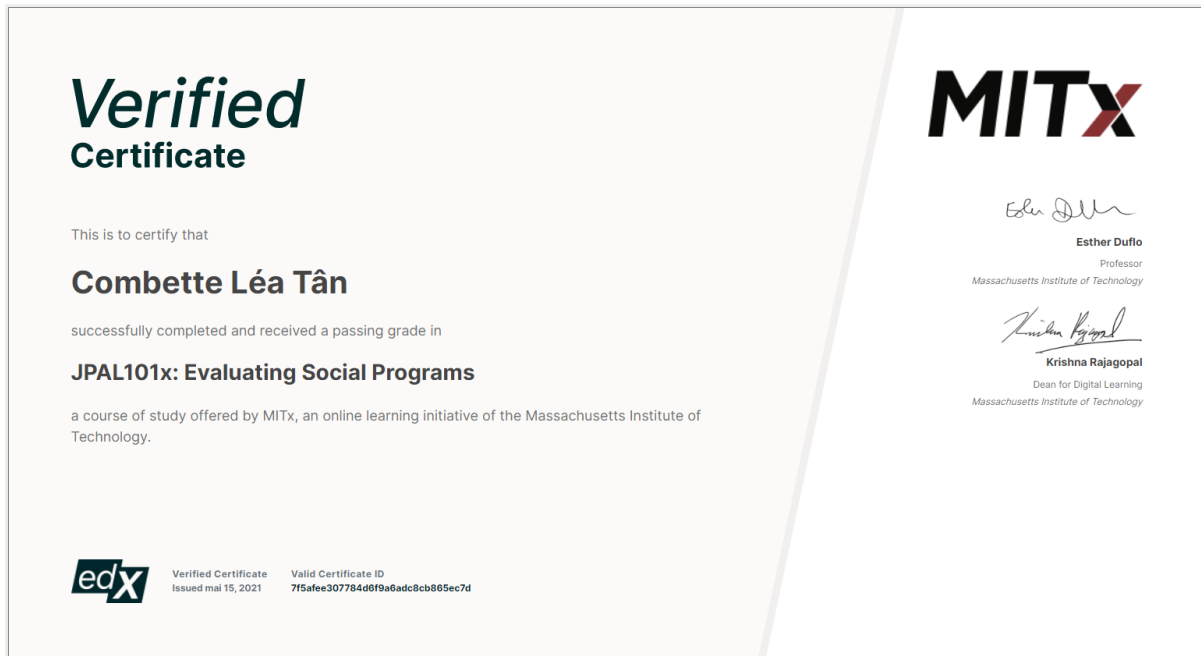 Verified
Certificate
This is to certify that
Combette Léa Tân
successfully completed and received a passing grade in
JPAL101x: Evaluating Social Programs
a course of study offered by MITx, an online learning initiative of the Massachusetts Institute of
Technology.
edX
Verified Certificate
Issued mai 15, 2021
Valid Certificate ID
7f5afee307784d6f9a6adc8cb865ec7d
MITx
Esther Duflo
Professor
Massachusetts Institute of Technology
Krishna Rajagopal
Dean for Digital Learning
Massachusetts Institute of Technology